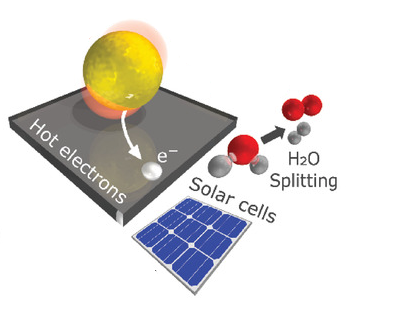 Hot electrons
e⁻
H₂O
Splitting
Solar cells